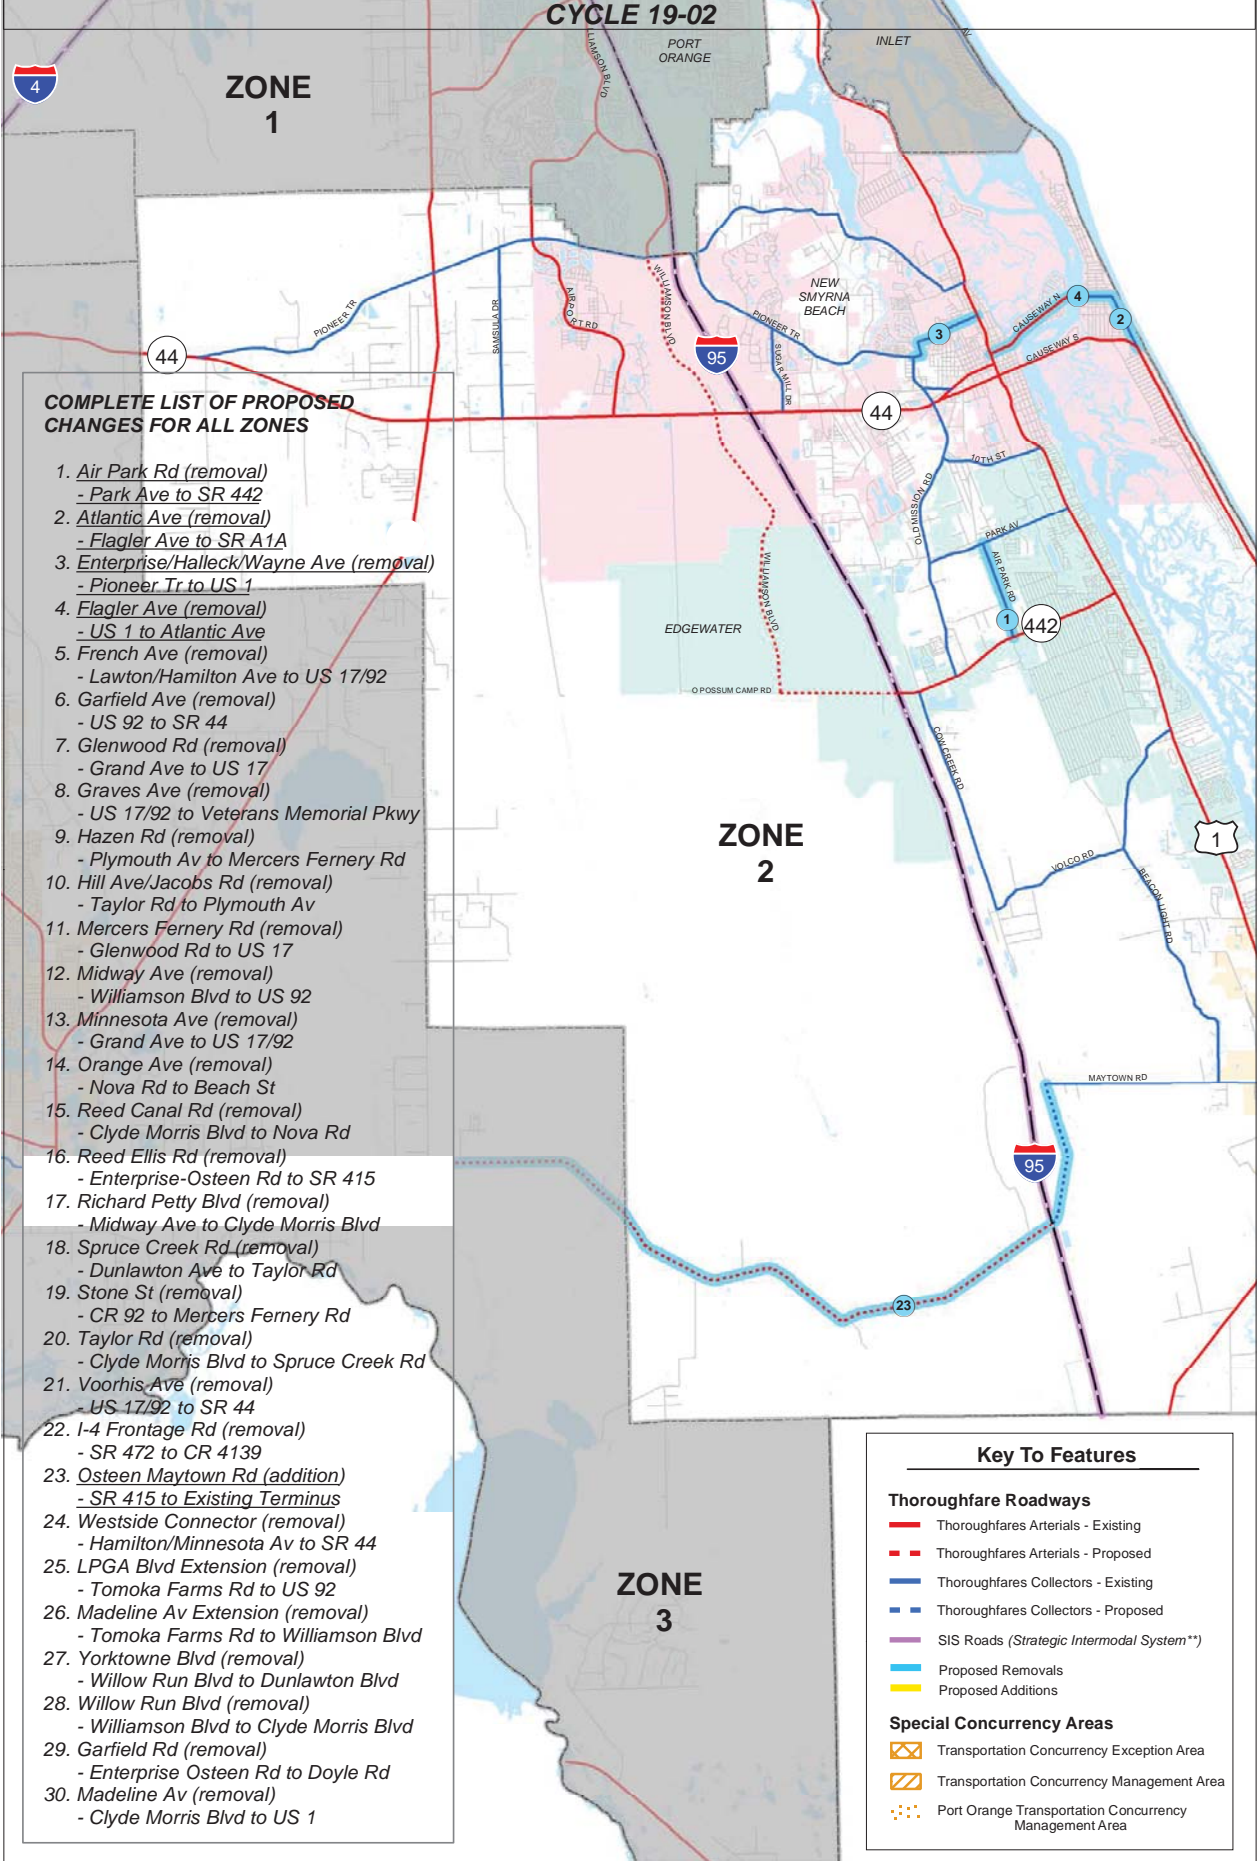 CYCLE 19-02
PORT
ORANGE
INLET
AV
LLIAMSON BLVD
4
ZONE
1
PIONEER TR
44
SAMSULA DR
AIRPORT RD
WILLIAMSON BLVD
95
PIONEER TR
SUGAR MILL DR
NEW
SMYRNA
BEACH
3
CAUSEWAY N
4
2
CAUSEWAY S
44
10TH ST
OLD MISSION RD
PARK AV
AIR PARK RD
1
442
WILLIAMSON BLVD
EDGEWATER
O POSSUM CAMP RD
COW CREEK RD
ZONE
2
1
VOLCO RD
BEACON LIGHT RD
MAYTOWN RD
95
23
ZONE
3
COMPLETE LIST OF PROPOSED
CHANGES FOR ALL ZONES
1. Air Park Rd (removal)
- Park Ave to SR 442
2. Atlantic Ave (removal)
- Flagler Ave to SR A1A
3. Enterprise/Halleck/Wayne Ave (removal)
- Pioneer Tr to US 1
4. Flagler Ave (removal)
- US 1 to Atlantic Ave
5. French Ave (removal)
- Lawton/Hamilton Ave to US 17/92
6. Garfield Ave (removal)
- US 92 to SR 44
7. Glenwood Rd (removal)
- Grand Ave to US 17
8. Graves Ave (removal)
- US 17/92 to Veterans Memorial Pkwy
9. Hazen Rd (removal)
- Plymouth Av to Mercers Fernery Rd
10. Hill Ave/Jacobs Rd (removal)
- Taylor Rd to Plymouth Av
11. Mercers Fernery Rd (removal)
- Glenwood Rd to US 17
12. Midway Ave (removal)
- Williamson Blvd to US 92
13. Minnesota Ave (removal)
- Grand Ave to US 17/92
14. Orange Ave (removal)
- Nova Rd to Beach St
15. Reed Canal Rd (removal)
- Clyde Morris Blvd to Nova Rd
16. Reed Ellis Rd (removal)
- Enterprise-Osteen Rd to SR 415
17. Richard Petty Blvd (removal)
- Midway Ave to Clyde Morris Blvd
18. Spruce Creek Rd (removal)
- Dunlawton Ave to Taylor Rd
19. Stone St (removal)
- CR 92 to Mercers Fernery Rd
20. Taylor Rd (removal)
- Clyde Morris Blvd to Spruce Creek Rd
21. Voorhis Ave (removal)
- US 17/92 to SR 44
22. I-4 Frontage Rd (removal)
- SR 472 to CR 4139
23. Osteen Maytown Rd (addition)
- SR 415 to Existing Terminus
24. Westside Connector (removal)
- Hamilton/Minnesota Av to SR 44
25. LPGA Blvd Extension (removal)
- Tomoka Farms Rd to US 92
26. Madeline Av Extension (removal)
- Tomoka Farms Rd to Williamson Blvd
27. Yorktowne Blvd (removal)
- Willow Run Blvd to Dunlawton Blvd
28. Willow Run Blvd (removal)
- Williamson Blvd to Clyde Morris Blvd
29. Garfield Rd (removal)
- Enterprise Osteen Rd to Doyle Rd
30. Madeline Av (removal)
- Clyde Morris Blvd to US 1
Key To Features
Thoroughfare Roadways
Thoroughfares Arterials - Existing
Thoroughfares Arterials - Proposed
Thoroughfares Collectors - Existing
Thoroughfares Collectors - Proposed
SIS Roads (Strategic Intermodal System**)
Proposed Removals
Proposed Additions
Special Concurrency Areas
Transportation Concurrency Exception Area
Transportation Concurrency Management Area
Port Orange Transportation Concurrency
Management Area